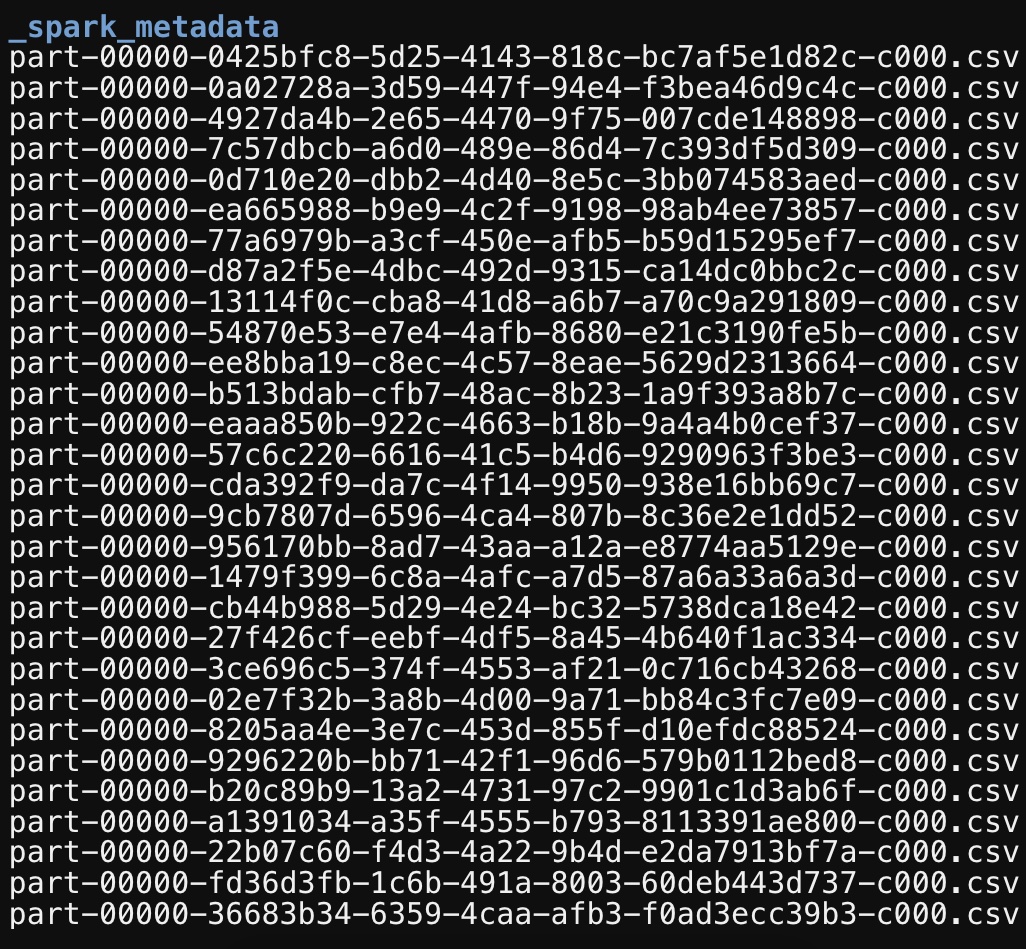 _spark_metadata
part-00000-0425bfc8-5d25-4143-818c-bc7af5e1d82c-c000.csv
part-00000-0a02728a-3d59-447f-94e4-f3bea46d9c4c-c000.csv
part-00000-4927da4b-2e65-4470-9f75-007cde148898-c000.csv
part-00000-7c57dbcb-a6d0-489e-86d4-7c393df5d309-c000.csv
part-00000-0d710e20-dbb2-4d40-8e5c-3bb074583aed-c000.csv
part-00000-ea665988-b9e9-4c2f-9198-98ab4ee73857-c000.csv
part-00000-77a6979b-a3cf-450e-afb5-b59d15295ef7-c000.csv
part-00000-d87a2f5e-4dbc-492d-9315-ca14dc0bbc2c-c000.csv
part-00000-13114f0c-cba8-41d8-a6b7-a70c9a291809-c000.csv
part-00000-54870e53-e7e4-4afb-8680-e21c3190fe5b-c000.csv
part-00000-ee8bba19-c8ec-4c57-8eae-5629d2313664-c000.csv
part-00000-b513bdab-cfb7-48ac-8b23-1a9f393a8b7c-c000.csv
part-00000-eaaa850b-922c-4663-b18b-9a4a4b0cef37-c000.csv
part-00000-57c6c220-6616-41c5-b4d6-9290963f3be3-c000.csv
part-00000-cda392f9-da7c-4f14-9950-938e16bb69c7-c000.csv
part-00000-9cb7807d-6596-4ca4-807b-8c36e2e1dd52-c000.csv
part-00000-956170bb-8ad7-43aa-a12a-e8774aa5129e-c000.csv
part-00000-1479f399-6c8a-4afc-a7d5-87a6a33a6a3d-c000.csv
part-00000-cb44b988-5d29-4e24-bc32-5738dca18e42-c000.csv
part-00000-27f426cf-eebf-4df5-8a45-4b640f1ac334-c000.csv
part-00000-3ce696c5-374f-4553-af21-0c716cb43268-c000.csv
part-00000-02e7f32b-3a8b-4d00-9a71-bb84c3fc7e09-c000.csv
part-00000-8205aa4e-3e7c-453d-855f-d10efdc88524-c000.csv
part-00000-9296220b-bb71-42f1-96d6-579b0112bed8-c000.csv
part-00000-b20c89b9-13a2-4731-97c2-9901c1d3ab6f-c000.csv
part-00000-a1391034-a35f-4555-b793-8113391ae800-c000.csv
part-00000-22b07c60-f4d3-4a22-9b4d-e2da7913bf7a-c000.csv
part-00000-fd36d3fb-1c6b-491a-8003-60deb443d737-c000.csv
part-00000-36683b34-6359-4caa-afb3-f0ad3ecc39b3-c000.csv